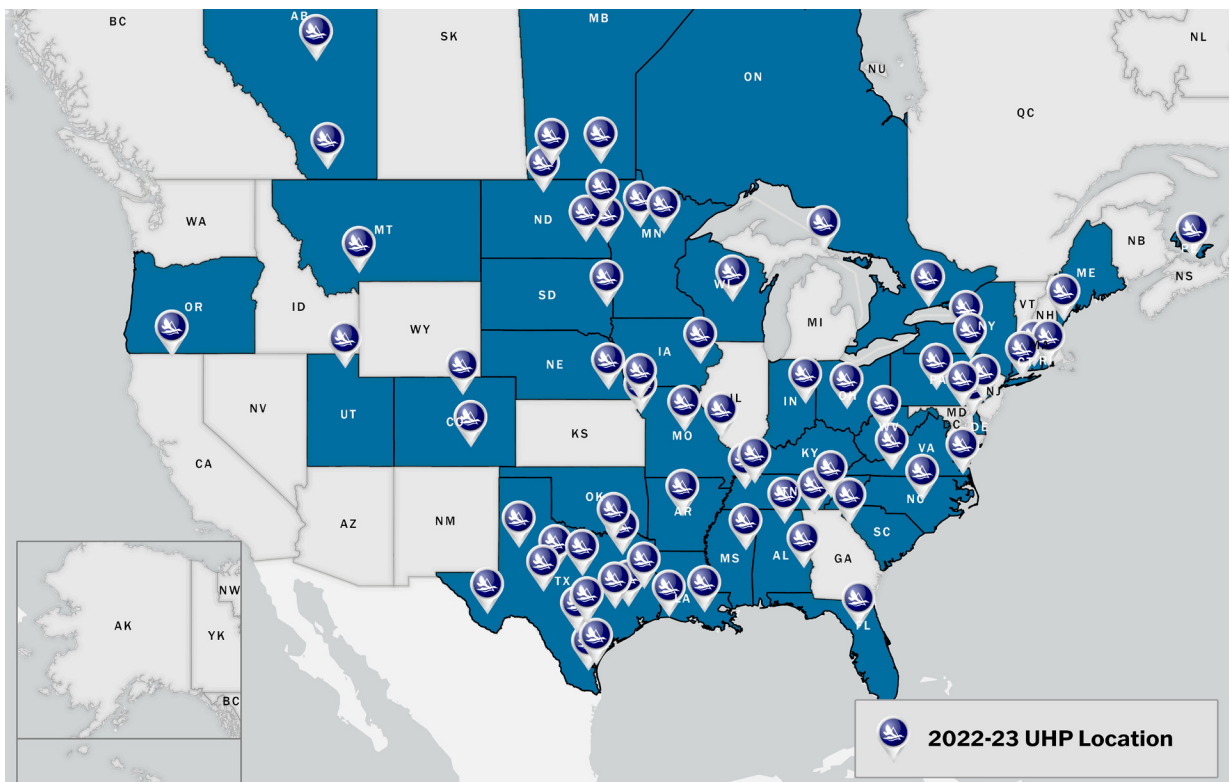 AB
BC
MB
SK
NL
ON
NU
QC
WA
ND
MT
MN
NB
ME
NS
OR
ID
SD
WI
VT
NH
NY
WY
MI
IA
NE
PA
CT
RI
NV
UT
CO
IL
IN
OH
NJ
MD
DC
DE
KS
MO
WV
VA
CA
KY
OK
TN
NC
AZ
NM
AR
SC
MS
AL
GA
TX
LA
NW
FL
AK
YK
BC
2022-23 UHP Location